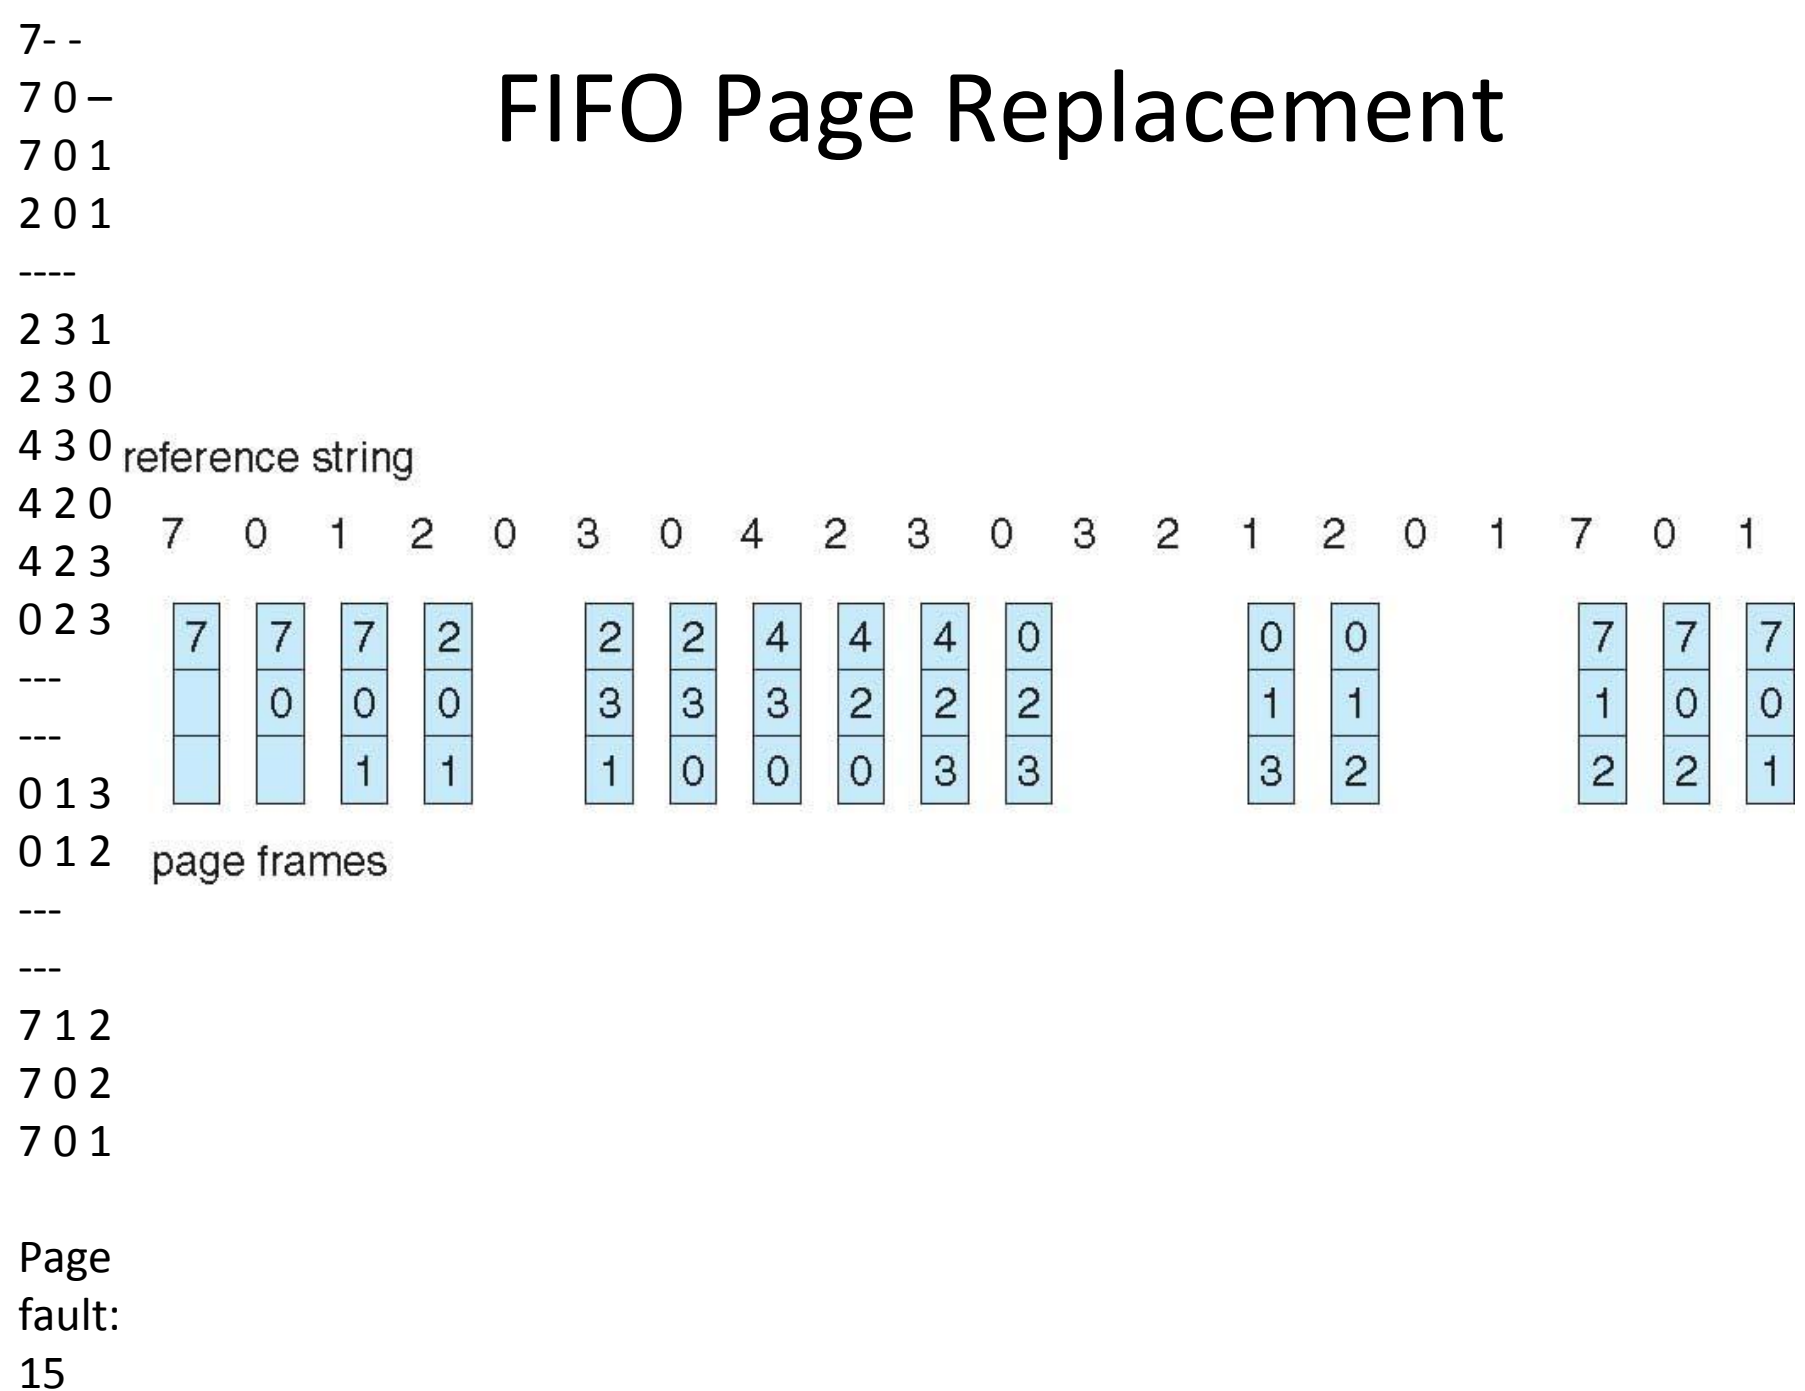 FIFO Page Replacement
7- -
7 0 –
7 0 1
2 0 1
----
2 3 1
2 3 0
4 3 0
4 2 0
4 2 3
0 2 3
---
---
0 1 3
0 1 2
---
---
7 1 2
7 0 2
7 0 1
Page
fault:
15
reference string
7 0 1 2 0 3 0 4 2 3 0 3 2 1 2 0 1 7 0 1
7 7 7 2 2 2 4 4 4 0 0 0 7 7 7
0 0 0 3 3 3 2 2 2 1 1 1 0 0
1 1 1 0 0 0 3 3 3 2 2 2 1
page frames